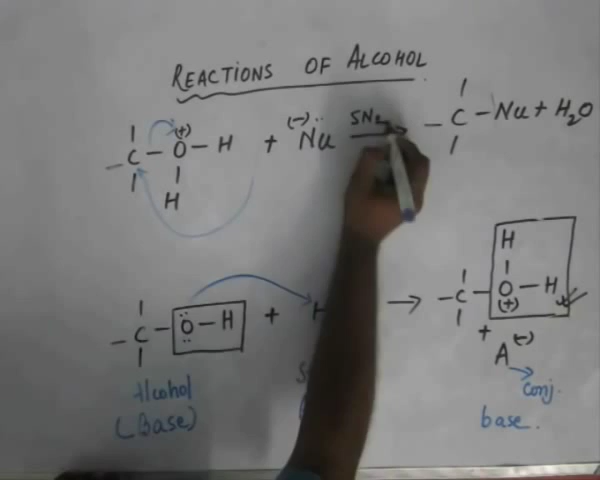 REACTIONS OF ALCOHOL
- C - O (+) - H + (-) Nu SN2 → - C - Nu + H2O
H
H
- C - O - H + H → - C - O (+) - H
+
A (-)
Alcohol → Conj.
(Base) base.